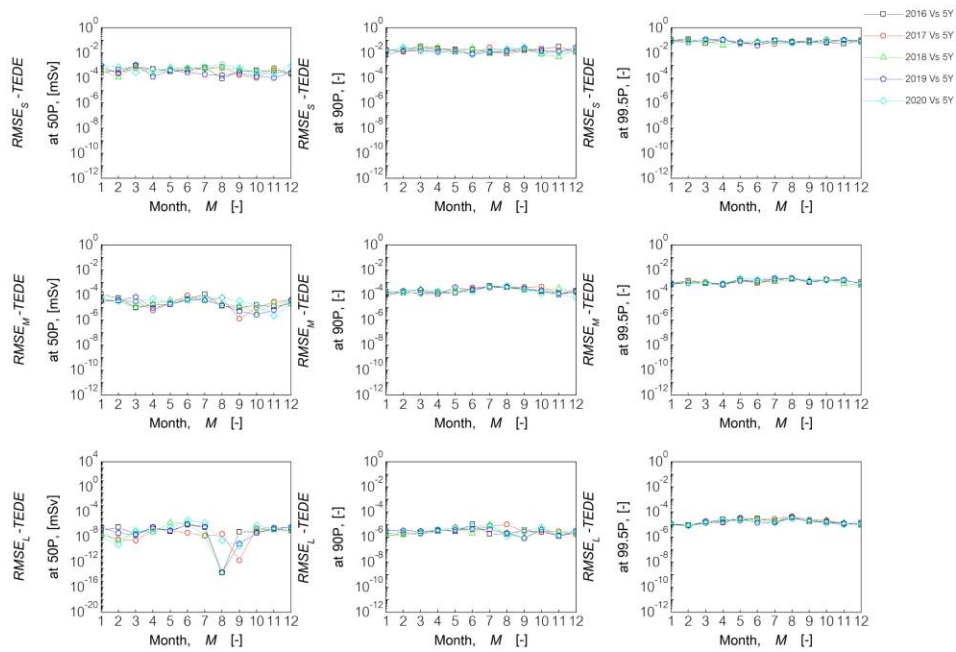 2016 Vs 5Y
2017 Vs 5Y
2018 Vs 5Y
2019 Vs 5Y
2020 Vs 5Y
RMSE_S -TEDE
at 50P, [mSv]
10^0
10^-2
10^-4
10^-6
10^-8
10^-10
10^-12
1 2 3 4 5 6 7 8 9 10 11 12
Month, M [-]
RMSE_S -TEDE
at 90P, [-]
10^0
10^-2
10^-4
10^-6
10^-8
10^-10
10^-12
1 2 3 4 5 6 7 8 9 10 11 12
Month, M [-]
RMSE_S -TEDE
at 99.5P, [-]
10^0
10^-2
10^-4
10^-6
10^-8
10^-10
10^-12
1 2 3 4 5 6 7 8 9 10 11 12
Month, M [-]
RMSE_M -TEDE
at 50P, [mSv]
10^0
10^-2
10^-4
10^-6
10^-8
10^-10
10^-12
1 2 3 4 5 6 7 8 9 10 11 12
Month, M [-]
RMSE_M -TEDE
at 90P, [-]
10^0
10^-2
10^-4
10^-6
10^-8
10^-10
10^-12
1 2 3 4 5 6 7 8 9 10 11 12
Month, M [-]
RMSE_M -TEDE
at 99.5P, [-]
10^0
10^-2
10^-4
10^-6
10^-8
10^-10
10^-12
1 2 3 4 5 6 7 8 9 10 11 12
Month, M [-]
RMSE_L -TEDE
at 50P, [mSv]
10^4
10^0
10^-4
10^-8
10^-12
10^-16
10^-20
1 2 3 4 5 6 7 8 9 10 11 12
Month, M [-]
RMSE_L -TEDE
at 90P, [-]
10^0
10^-2
10^-4
10^-6
10^-8
10^-10
10^-12
1 2 3 4 5 6 7 8 9 10 11 12
Month, M [-]
RMSE_L -TEDE
at 99.5P, [-]
10^0
10^-2
10^-4
10^-6
10^-8
10^-10
10^-12
1 2 3 4 5 6 7 8 9 10 11 12
Month, M [-]